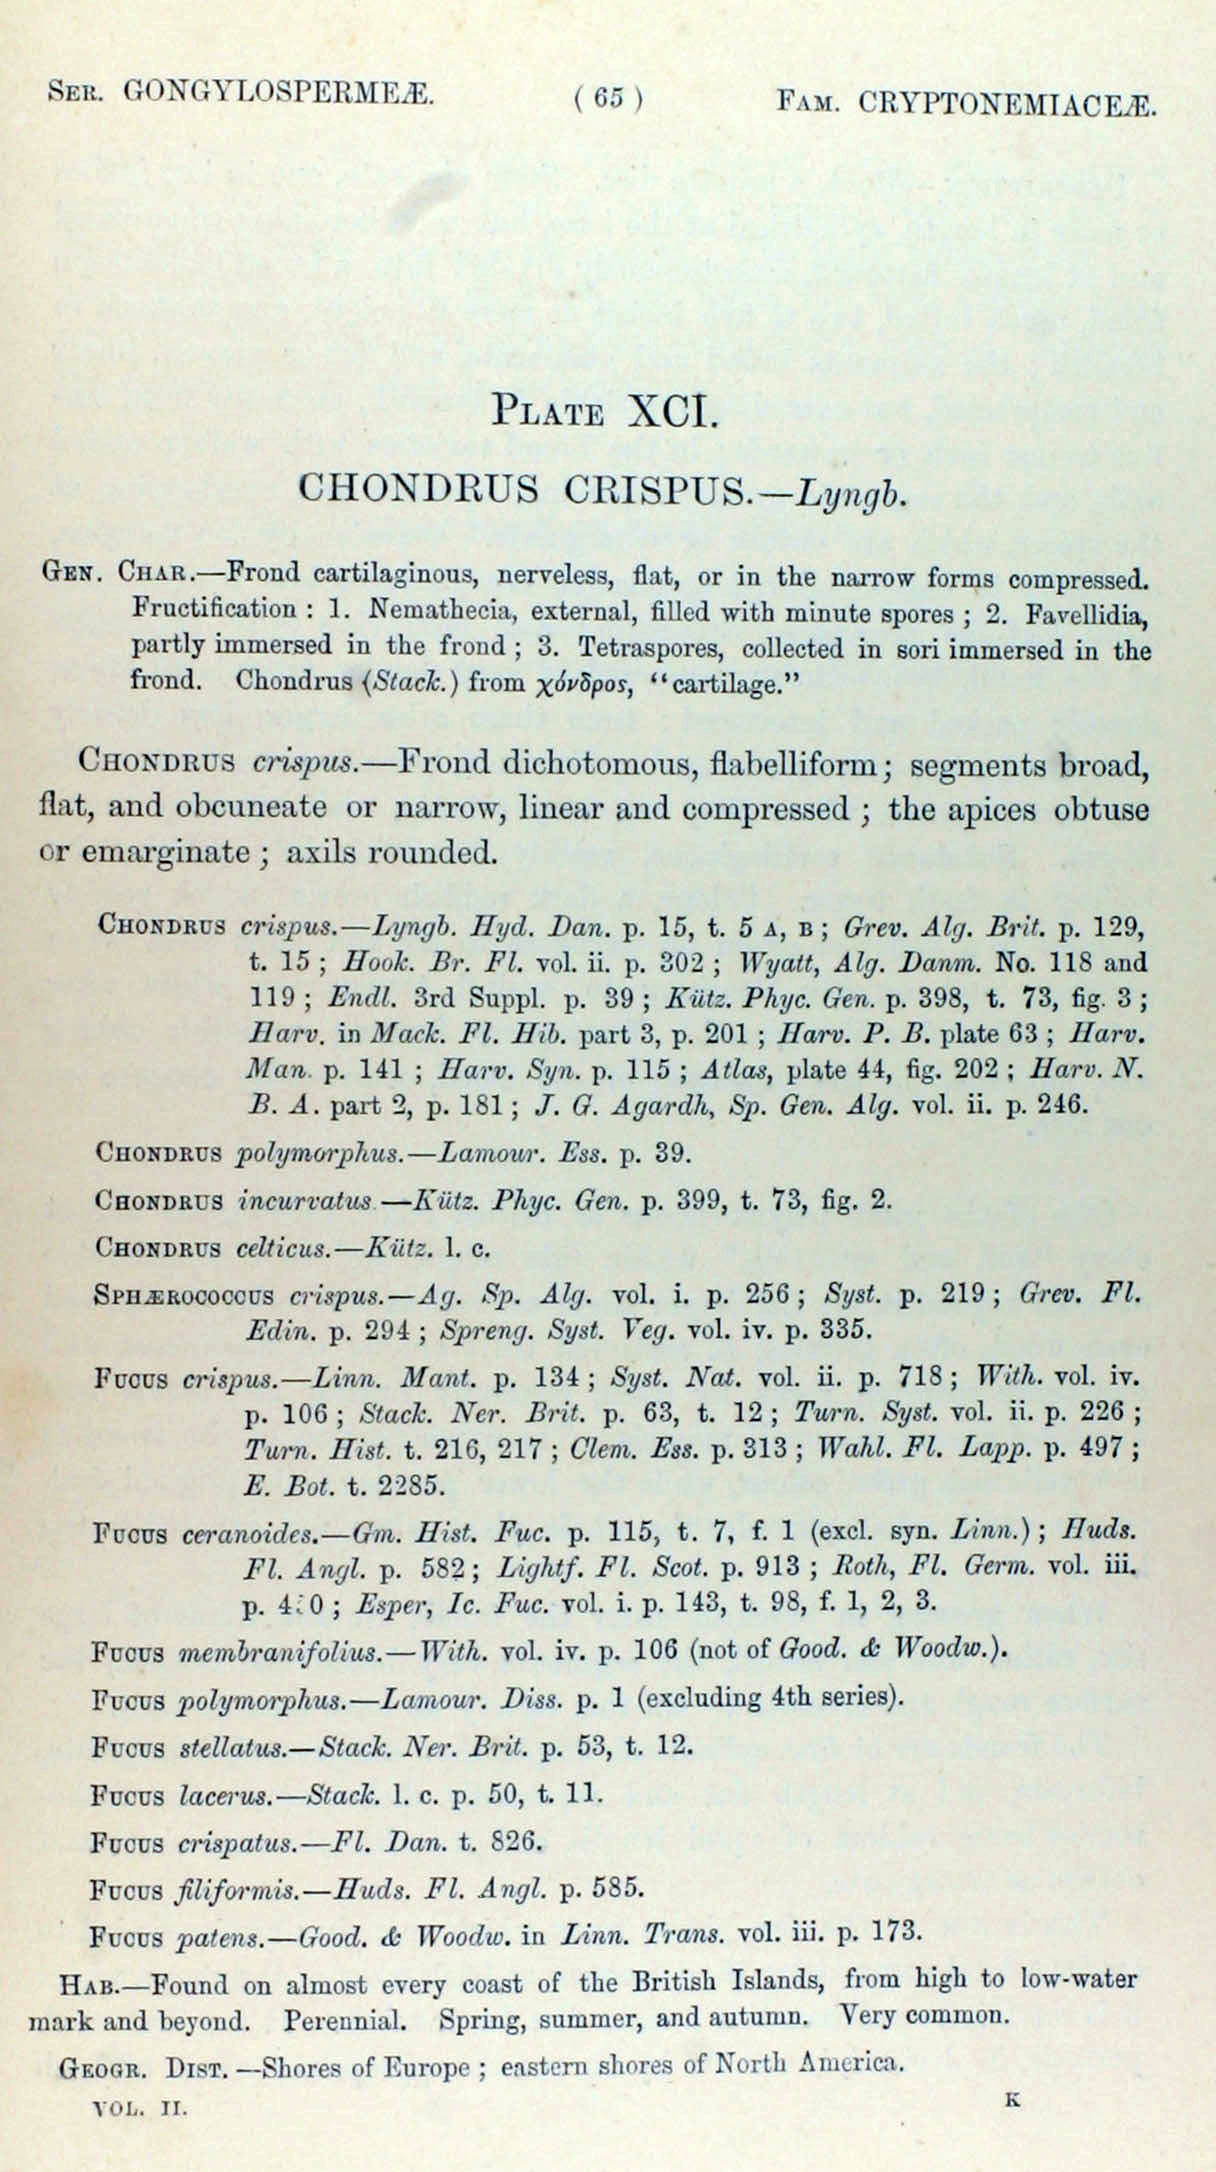 SER. GONGYLOSPERMEÆ. ( 65 ) FAM. CRYPTONEMIACEÆ.
PLATE XCI.
CHONDRUS CRISPUS.—Lyngb.
GEN. CHAR.—Frond cartilaginous, nerveless, flat, or in the narrow forms compressed.
Fructification : 1. Nemathecia, external, filled with minute spores ; 2. Favellidia,
partly immersed in the frond ; 3. Tetraspores, collected in sori immersed in the
frond. Chondrus (Stack.) from χόνδρος, “cartilage.”
CHONDRUS crispus.—Frond dichotomous, flabelliform; segments broad,
flat, and obcuneate or narrow, linear and compressed ; the apices obtuse
or emarginate ; axils rounded.
CHONDRUS crispus.—Lyngb. Hyd. Dan. p. 15, t. 5 A, B ; Grev. Alg. Brit. p. 129,
t. 15 ; Hook. Br. Fl. vol. ii. p. 302 ; Wyatt, Alg. Danm. No. 118 and
119 ; Endl. 3rd Suppl. p. 39 ; Kütz. Phyc. Gen. p. 398, t. 73, fig. 3 ;
Harv. in Mack. Fl. Hib. part 3, p. 201 ; Harv. P. B. plate 63 ; Harv.
Man. p. 141 ; Harv. Syn. p. 115 ; Atlas, plate 44, fig. 202 ; Harv. N.
B. A. part 2, p. 181 ; J. G. Agardh, Sp. Gen. Alg. vol. ii. p. 246.
CHONDRUS polymorphus.—Lamour. Ess. p. 39.
CHONDRUS incurvatus.—Kütz. Phyc. Gen. p. 399, t. 73, fig. 2.
CHONDRUS celticus.—Kütz. l. c.
SPHÆROCOCCUS crispus.—Ag. Sp. Alg. vol. i. p. 256 ; Syst. p. 219 ; Grev. Fl.
Edin. p. 294 ; Spreng. Syst. Veg. vol. iv. p. 335.
FUCUS crispus.—Linn. Mant. p. 134 ; Syst. Nat. vol. ii. p. 718 ; With. vol. iv.
p. 106 ; Stack. Ner. Brit. p. 63, t. 12 ; Turn. Syst. vol. ii. p. 226 ;
Turn. Hist. t. 216, 217 ; Clem. Ess. p. 313 ; Wahl. Fl. Lapp. p. 497 ;
E. Bot. t. 2285.
FUCUS ceranoides.—Gm. Hist. Fuc. p. 115, t. 7, f. 1 (excl. syn. Linn.) ; Huds.
Fl. Angl. p. 582 ; Lightf. Fl. Scot. p. 913 ; Roth, Fl. Germ. vol. iii.
p. ; Esper, Ic. Fuc. vol. i. p. 143, t. 98, f. 1, 2, 3.
FUCUS membranifolius.—With. vol. iv. p. 106 (not of Good. & Woodw.).
FUCUS polymorphus.—Lamour. Diss. p. 1 (excluding 4th series).
FUCUS stellatus.—Stack. Ner. Brit. p. 53, t. 12.
FUCUS lacerus.—Stack. l. c. p. 50, t. 11.
FUCUS crispatus.—Fl. Dan. t. 826.
FUCUS filiformis.—Huds. Fl. Angl. p. 585.
FUCUS patens.—Good. & Woodw. in Linn. Trans. vol. iii. p. 173.
HAB.—Found on almost every coast of the British Islands, from high to low-water
mark and beyond. Perennial. Spring, summer, and autumn. Very common.
GEOGR. DIST. —Shores of Europe ; eastern shores of North America.
VOL. II. K